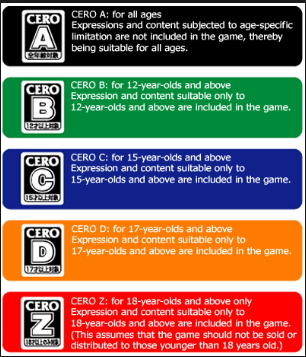 CERO
A
全年齢対象
CERO A: for all ages
Expressions and content subjected to age-specific
limitation are not included in the game, thereby
being suitable for all ages.
CERO
B
12才以上対象
CERO B: for 12-year-olds and above
Expression and content suitable only to
12-year-olds and above are included in the game.
CERO
C
15才以上対象
CERO C: for 15-year-olds and above
Expression and content suitable only to
15-year-olds and above are included in the game.
CERO
D
17才以上対象
CERO D: for 17-year-olds and above
Expression and content suitable only to
17-year-olds and above are included in the game.
CERO
Z
18才以上のみ対象
CERO Z: for 18-year-olds and above only
Expression and content suitable only to
18-year-olds and above are included in the game.
(This assumes that the game should not be sold or
distributed to those younger than 18 years old.)